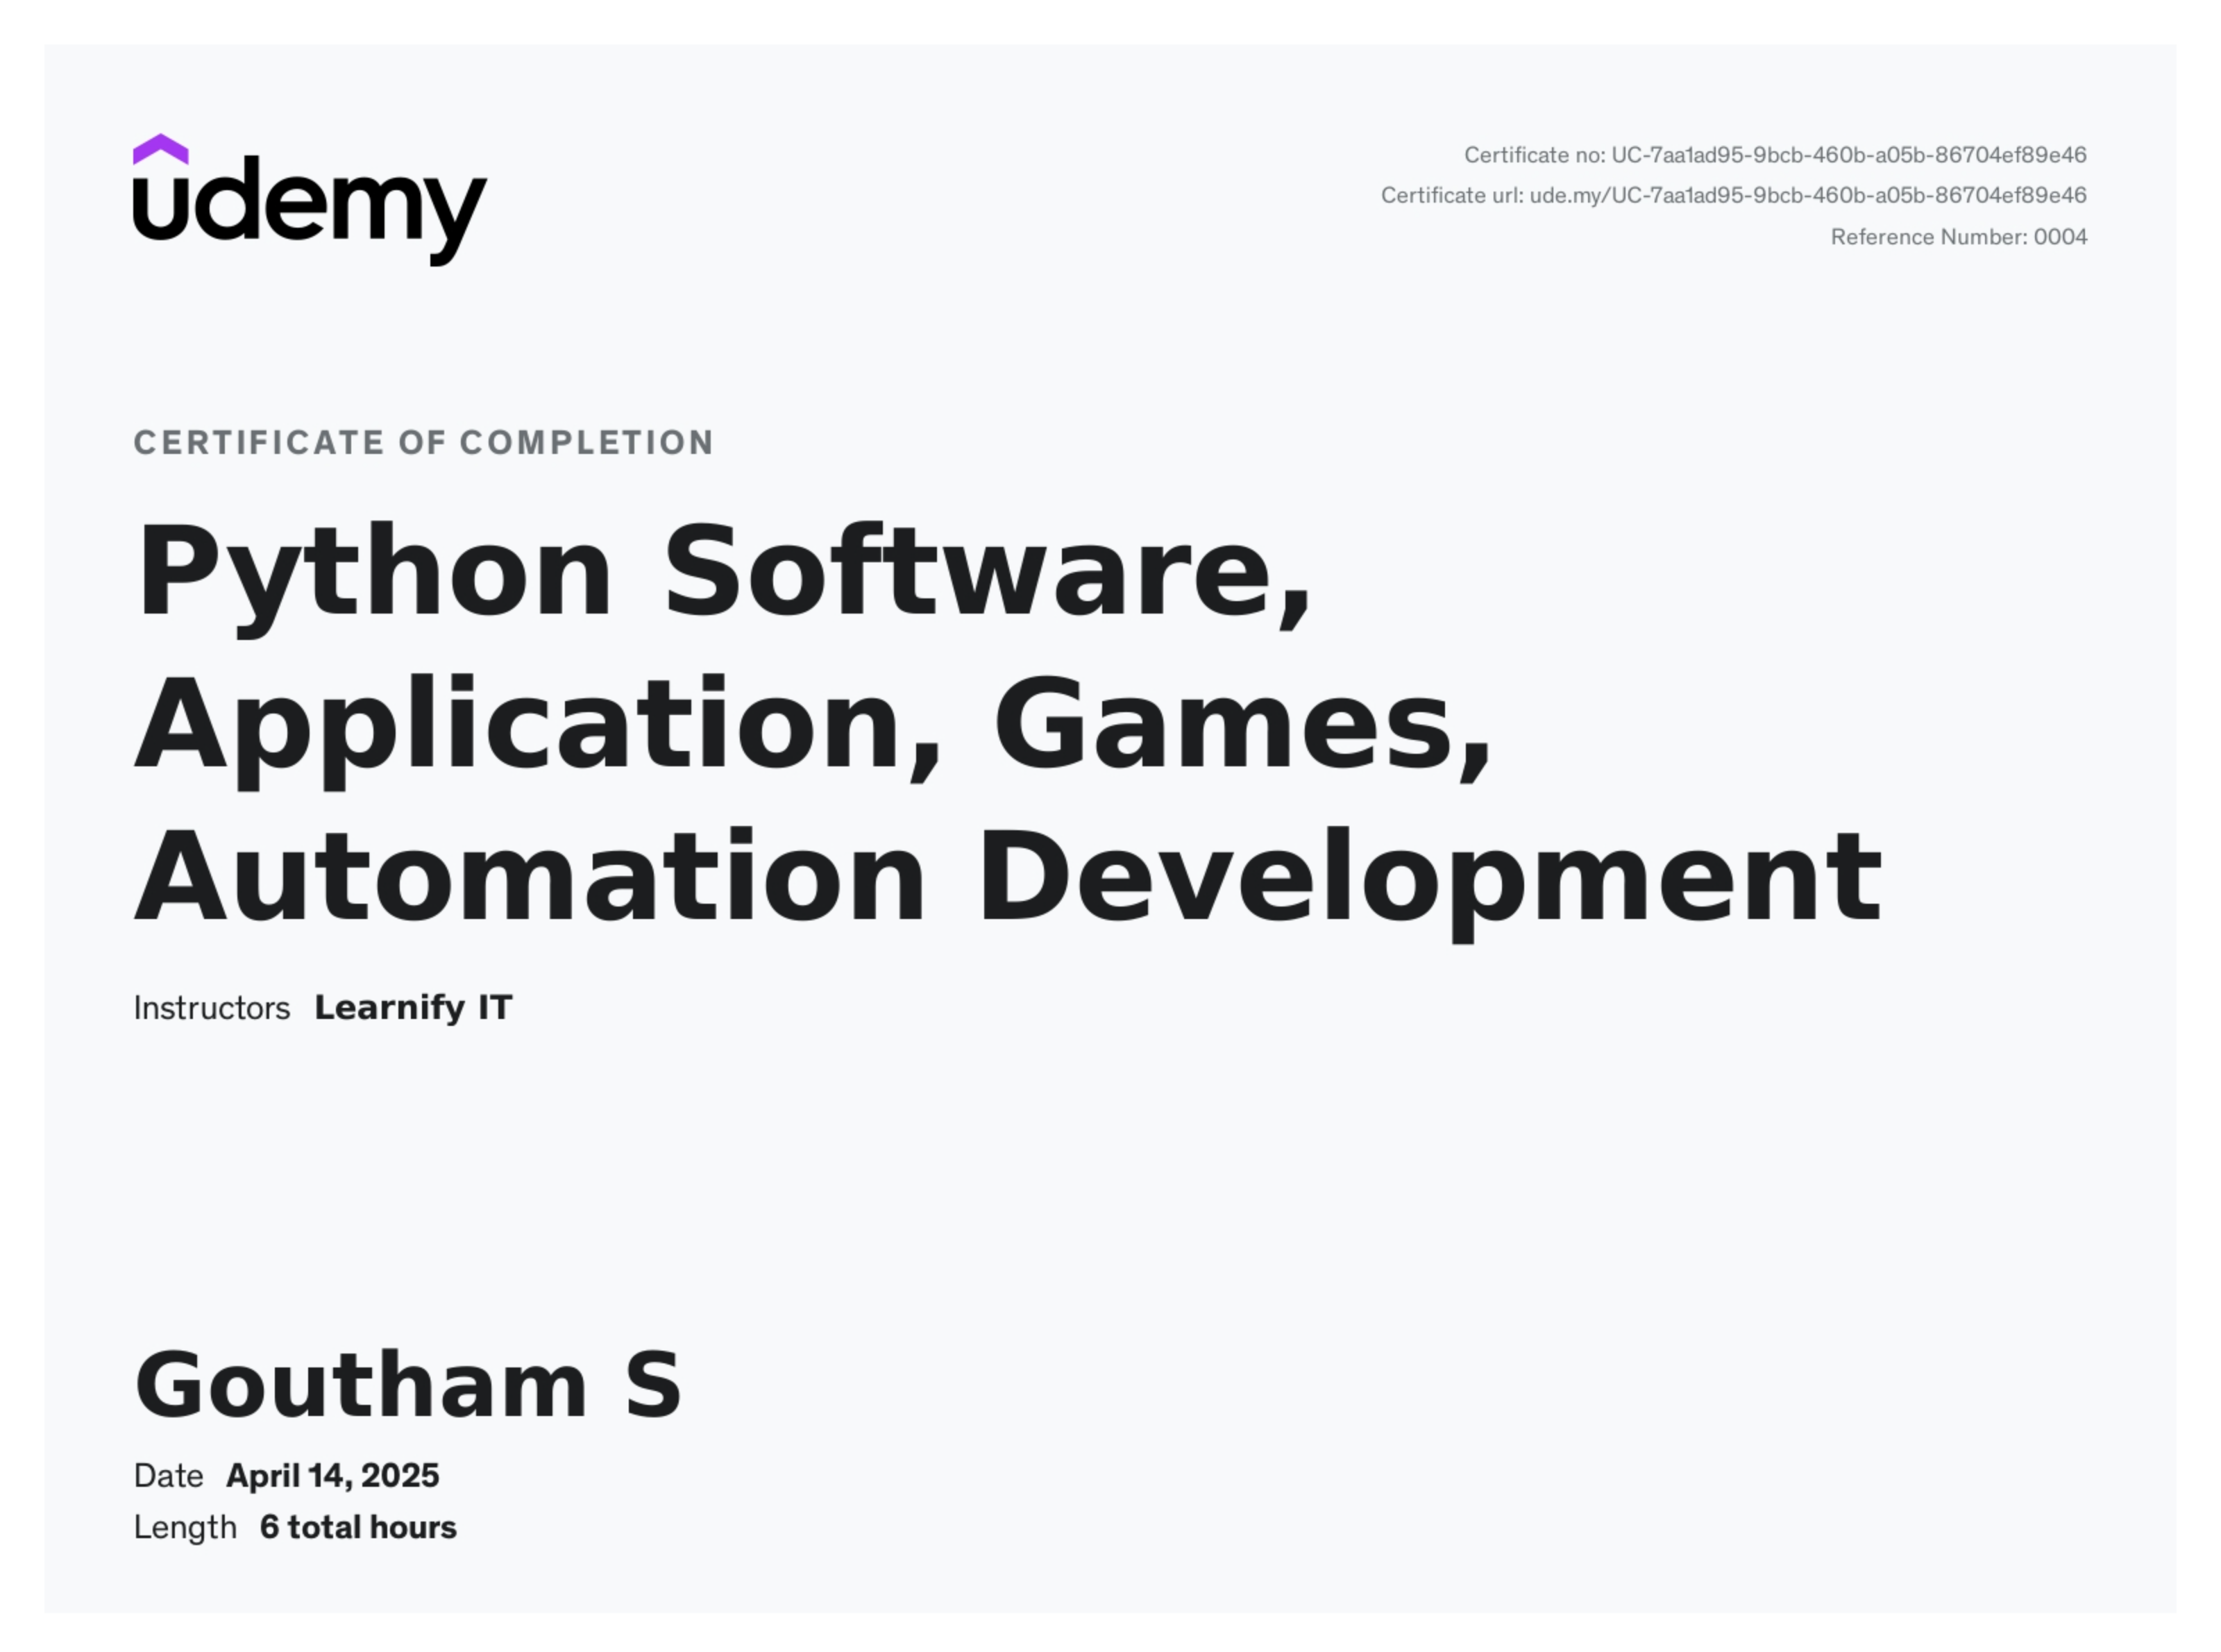 udemy
Certificate no: UC-7aa1ad95-9bcb-460b-a05b-86704ef89e46
Certificate url: ude.my/UC-7aa1ad95-9bcb-460b-a05b-86704ef89e46
Reference Number: 0004
CERTIFICATE OF COMPLETION
Python Software,
Application, Games,
Automation Development
Instructors Learnify IT
Goutham S
Date April 14, 2025
Length 6 total hours